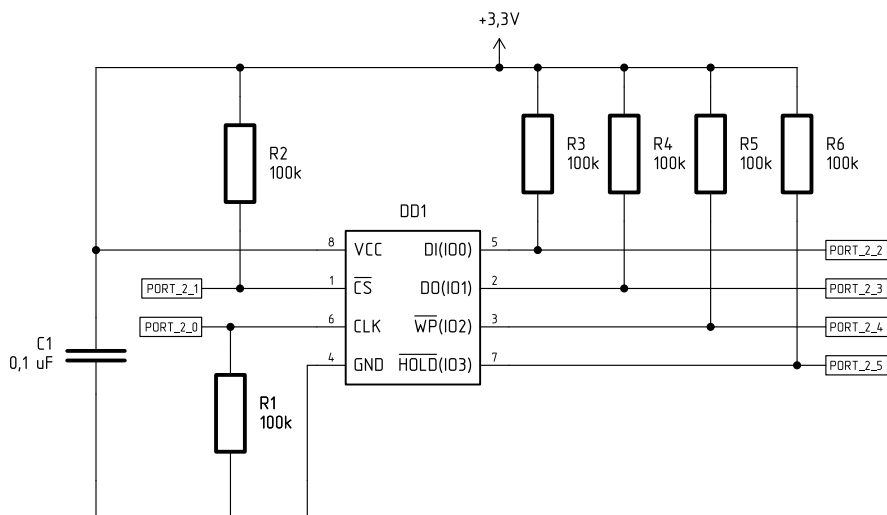 +3,3V
R2
100k
R3
100k
R4
100k
R5
100k
R6
100k
DD1
8 VCC DI(IO0) 5 PORT_2_2
PORT_2_1 1 CS DO(IO1) 2 PORT_2_3
PORT_2_0 6 CLK WP(IO2) 3 PORT_2_4
4 GND HOLD(IO3) 7 PORT_2_5
C1
0,1 uF
R1
100k